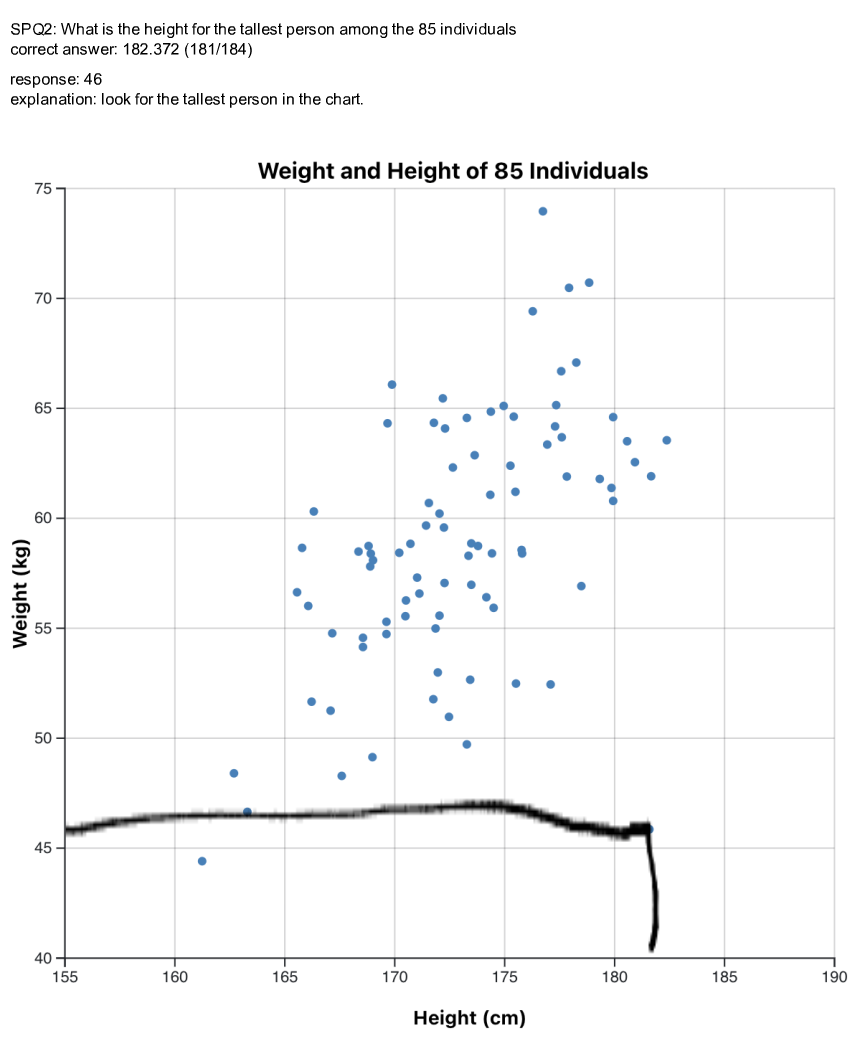 SPQ2: What is the height for the tallest person among the 85 individuals
correct answer: 182.372 (181/184)
response: 46
explanation: look for the tallest person in the chart.
Weight and Height of 85 Individuals
75
70
65
60
55
50
45
40
Weight (kg)
155 160 165 170 175 180 185 190
Height (cm)